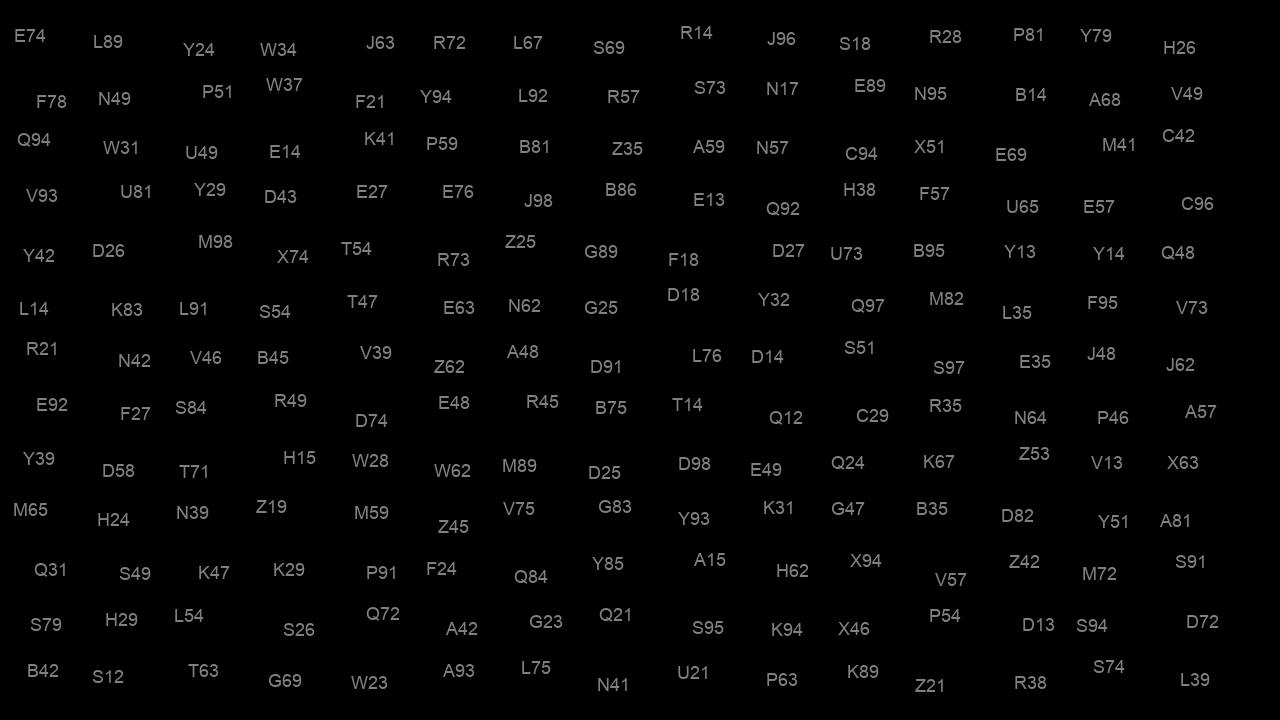 E74 L89 Y24 W34 J63 R72 L67 S69 R14 J96 S18 R28 P81 Y79 H26
F78 N49 P51 W37 F21 Y94 L92 R57 S73 N17 E89 N95 B14 A68 V49
Q94 W31 U49 E14 K41 P59 B81 Z35 A59 N57 C94 X51 E69 M41 C42
V93 U81 Y29 D43 E27 E76 J98 B86 E13 Q92 H38 F57 U65 E57 C96
Y42 D26 M98 X74 T54 R73 Z25 G89 F18 D27 U73 B95 Y13 Y14 Q48
L14 K83 L91 S54 T47 E63 N62 G25 D18 Y32 Q97 M82 L35 F95 V73
R21 N42 V46 B45 V39 Z62 A48 D91 L76 D14 S51 S97 E35 J48 J62
E92 F27 S84 R49 D74 E48 R45 B75 T14 Q12 C29 R35 N64 P46 A57
Y39 D58 T71 H15 W28 W62 M89 D25 D98 E49 Q24 K67 Z53 V13 X63
M65 H24 N39 Z19 M59 Z45 V75 G83 Y93 K31 G47 B35 D82 Y51 A81
Q31 S49 K47 K29 P91 F24 Q84 Y85 A15 H62 X94 V57 Z42 M72 S91
S79 H29 L54 S26 Q72 A42 G23 Q21 S95 K94 X46 P54 D13 S94 D72
B42 S12 T63 G69 W23 A93 L75 N41 U21 P63 K89 Z21 R38 S74 L39